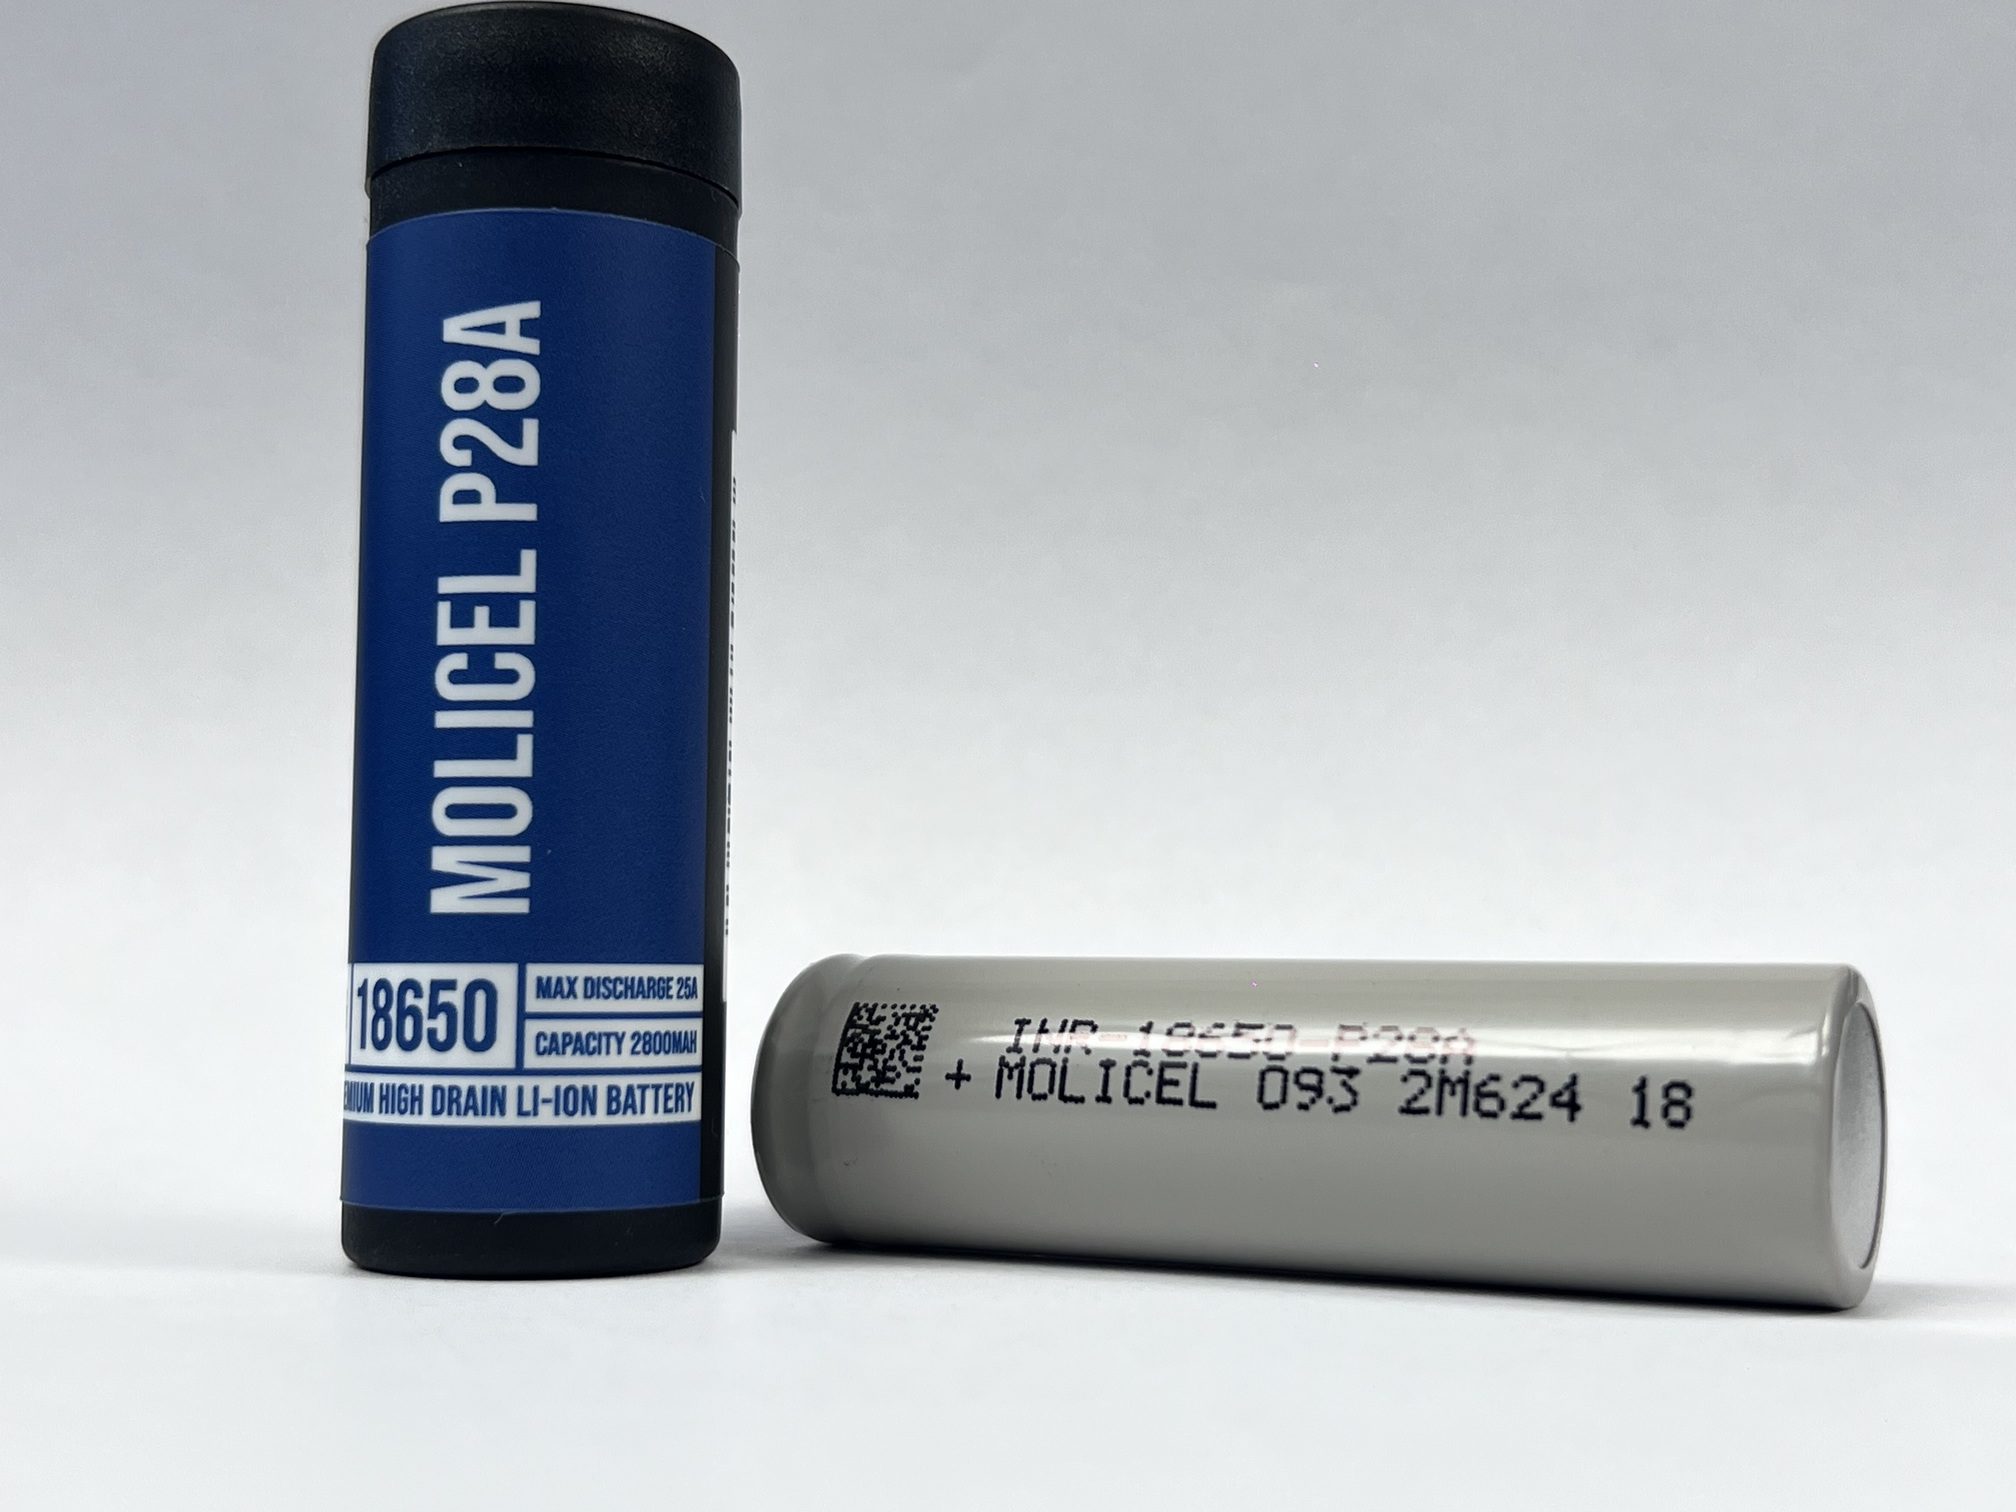 MOLICEL P28A
18650
MAX DISCHARGE 25A
CAPACITY 2800MAH
HIGH DRAIN LI-ION BATTERY
INR-18650-P28A
+ MOLICEL 093 2M624 18